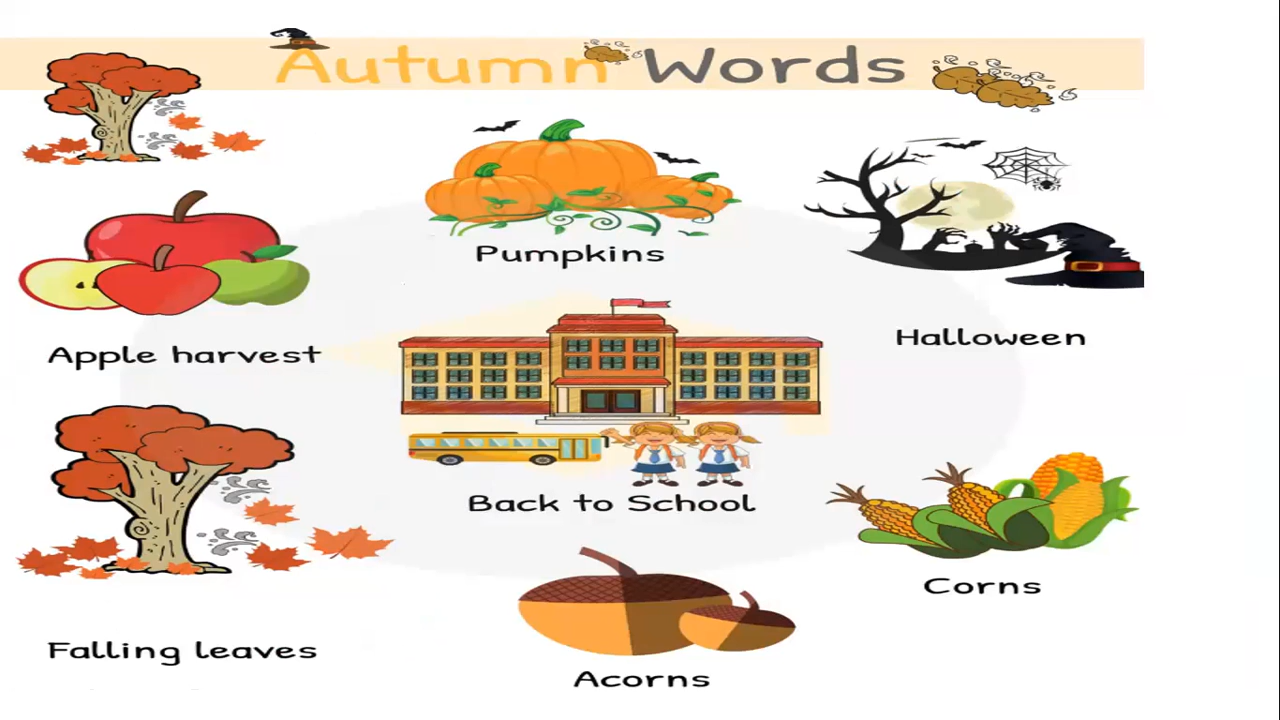 Autumn Words
Pumpkins
Halloween
Apple harvest
Back to School
Corns
Falling leaves
Acorns